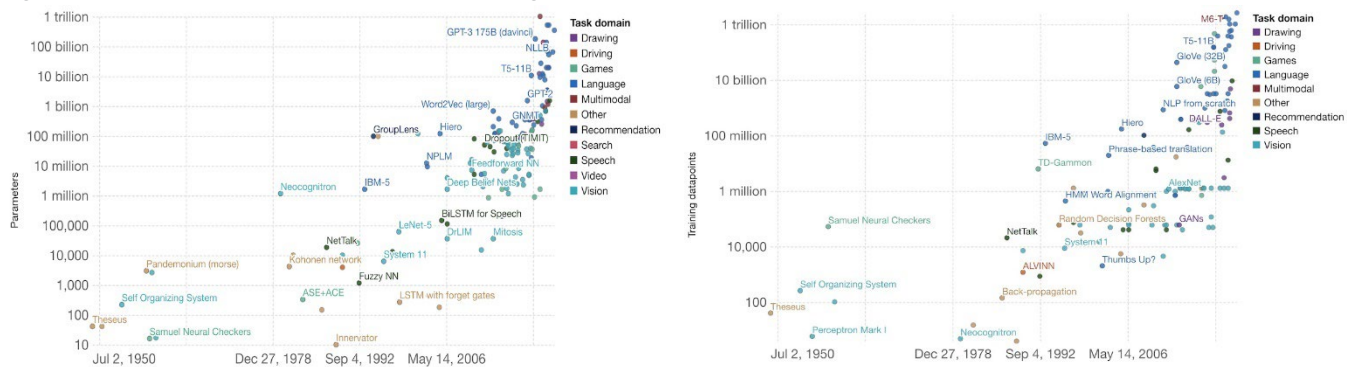 1 trillion
100 billion
10 billion
1 billion
100 million
10 million
1 million
100,000
10,000
1,000
100
10
Parameters
Jul 2, 1950
Dec 27, 1978
Sep 4, 1992
May 14, 2006
GPT-3 175B (davinci)
NLLB
T5-11B
GPT-2
Word2Vec (large)
GNMT
GroupLens
Hiero
Dropout (TIMIT)
NPLM
Feedforward NN
Neocognitron
IBM-5
Deep Belief Nets
BiLSTM for Speech
LeNet-5
NetTalk
DrLIM
Mitosis
Pandemonium (morse)
Kohonen network
System 11
Fuzzy NN
Self Organizing System
ASE+ACE
LSTM with forget gates
Theseus
Samuel Neural Checkers
Innervator
Task domain
Drawing
Driving
Games
Language
Multimodal
Other
Recommendation
Search
Speech
Video
Vision
1 trillion
10 billion
100 million
1 million
10,000
100
Training datapoints
Jul 2, 1950
Dec 27, 1978
Sep 4, 1992
May 14, 2006
M6-T
T5-11B
GloVe (32B)
GloVe (6B)
NLP from scratch
DALL-E
Hiero
IBM-5
Phrase-based translation
TD-Gammon
AlexNet
HMM Word Alignment
Samuel Neural Checkers
Random Decision Forests
GANs
NetTalk
System 11
ALVINN
Thumbs Up?
Self Organizing System
Back-propagation
Theseus
Perceptron Mark I
Neocognitron
Task domain
Drawing
Driving
Games
Language
Multimodal
Other
Recommendation
Speech
Vision